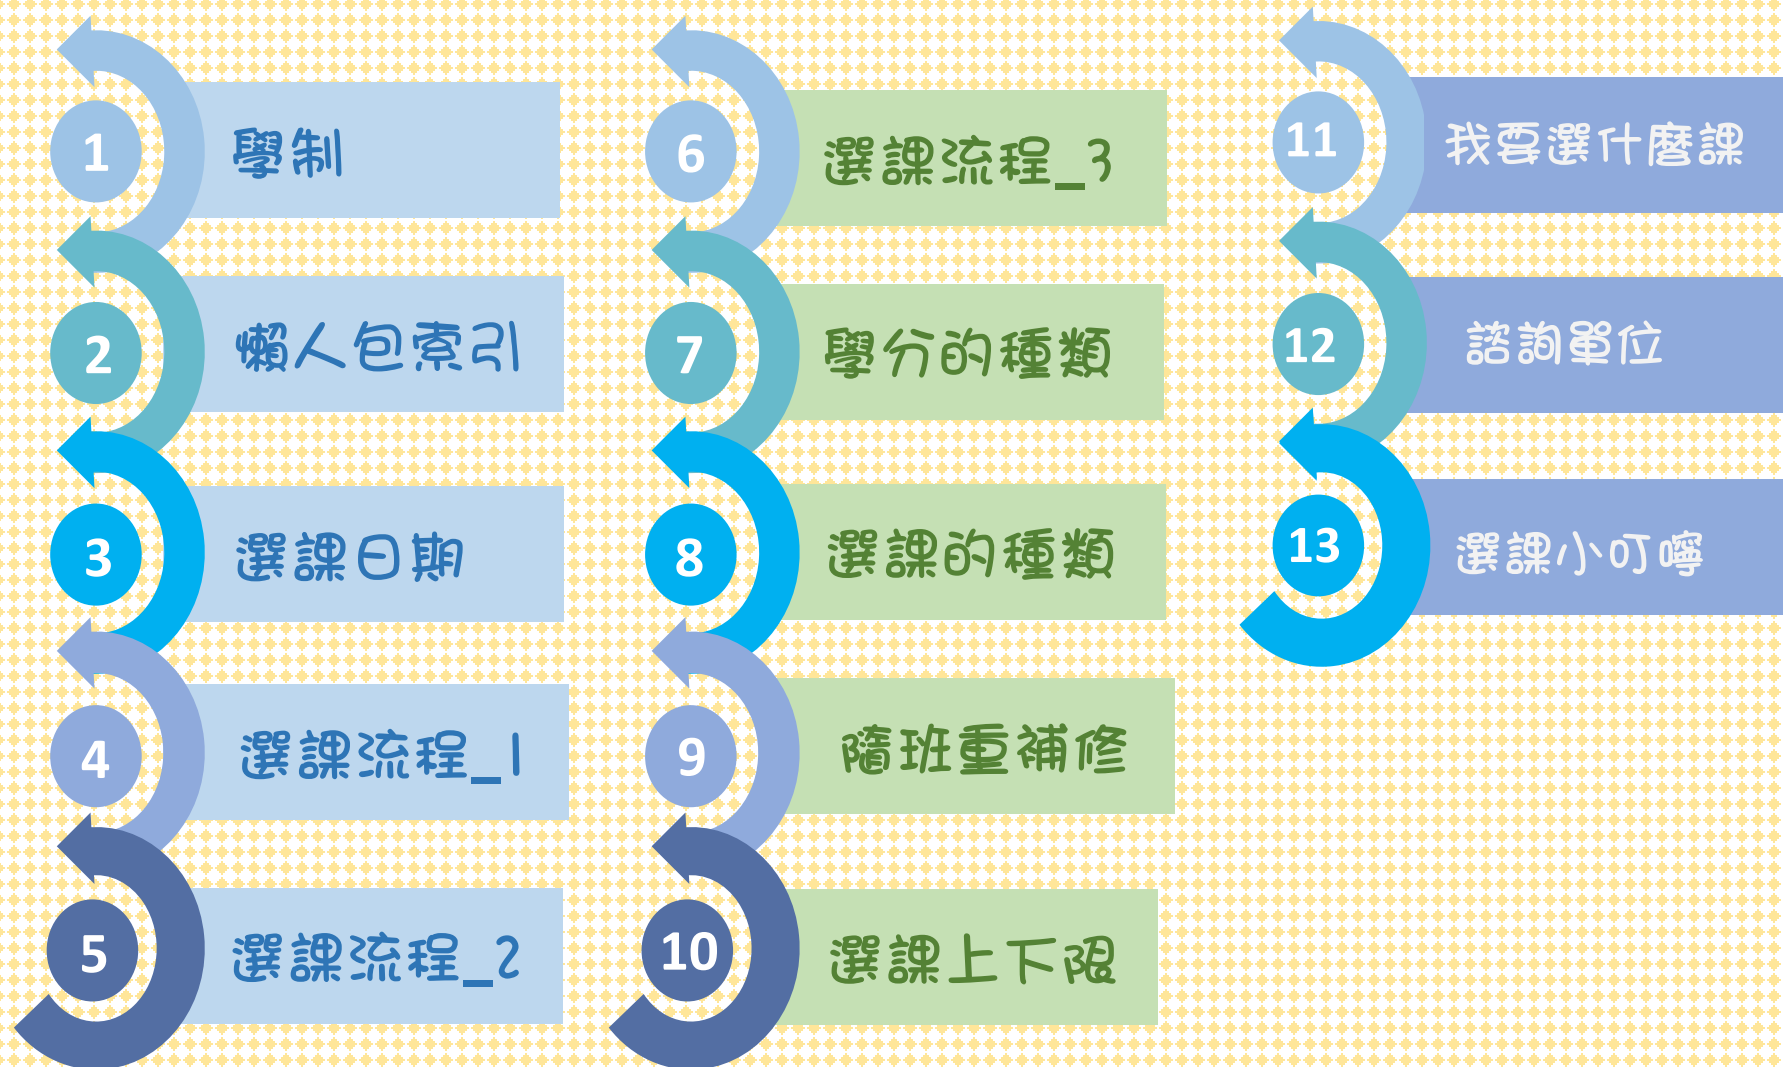 1
學制
2
懶人包索引
3
選課日期
4
選課流程_1
5
選課流程_2
6
選課流程_3
7
學分的種類
8
選課的種類
9
隨班重補修
10
選課上下限
11
我要選什麼課
12
諮詢單位
13
選課小叮嚀